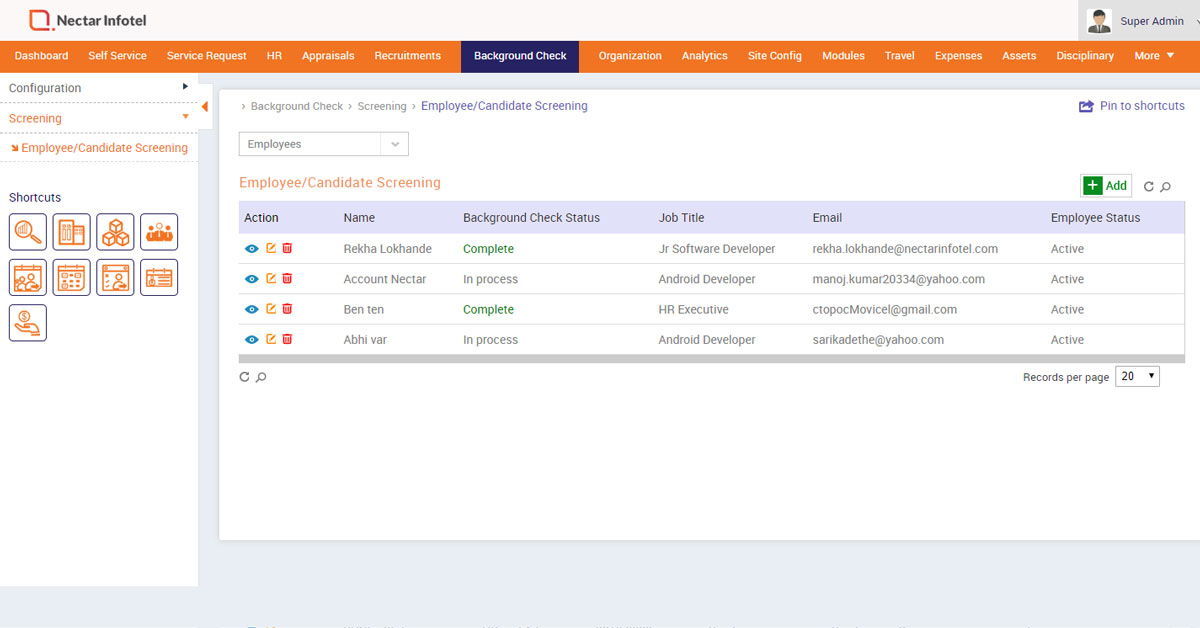 Nectar Infotel
Super Admin
Dashboard Self Service Service Request HR Appraisals Recruitments Background Check Organization Analytics Site Config Modules Travel Expenses Assets Disciplinary More
Configuration
Screening
Employee/Candidate Screening
Shortcuts
› Background Check › Screening › Employee/Candidate Screening
Pin to shortcuts
Employees
Employee/Candidate Screening
+ Add
Action Name Background Check Status Job Title Email Employee Status
Rekha Lokhande Complete Jr Software Developer rekha.lokhande@nectarinfotel.com Active
Account Nectar In process Android Developer manoj.kumar20334@yahoo.com Active
Ben ten Complete HR Executive ctopocMovicel@gmail.com Active
Abhi var In process Android Developer sarikadethe@yahoo.com Active
Records per page 20